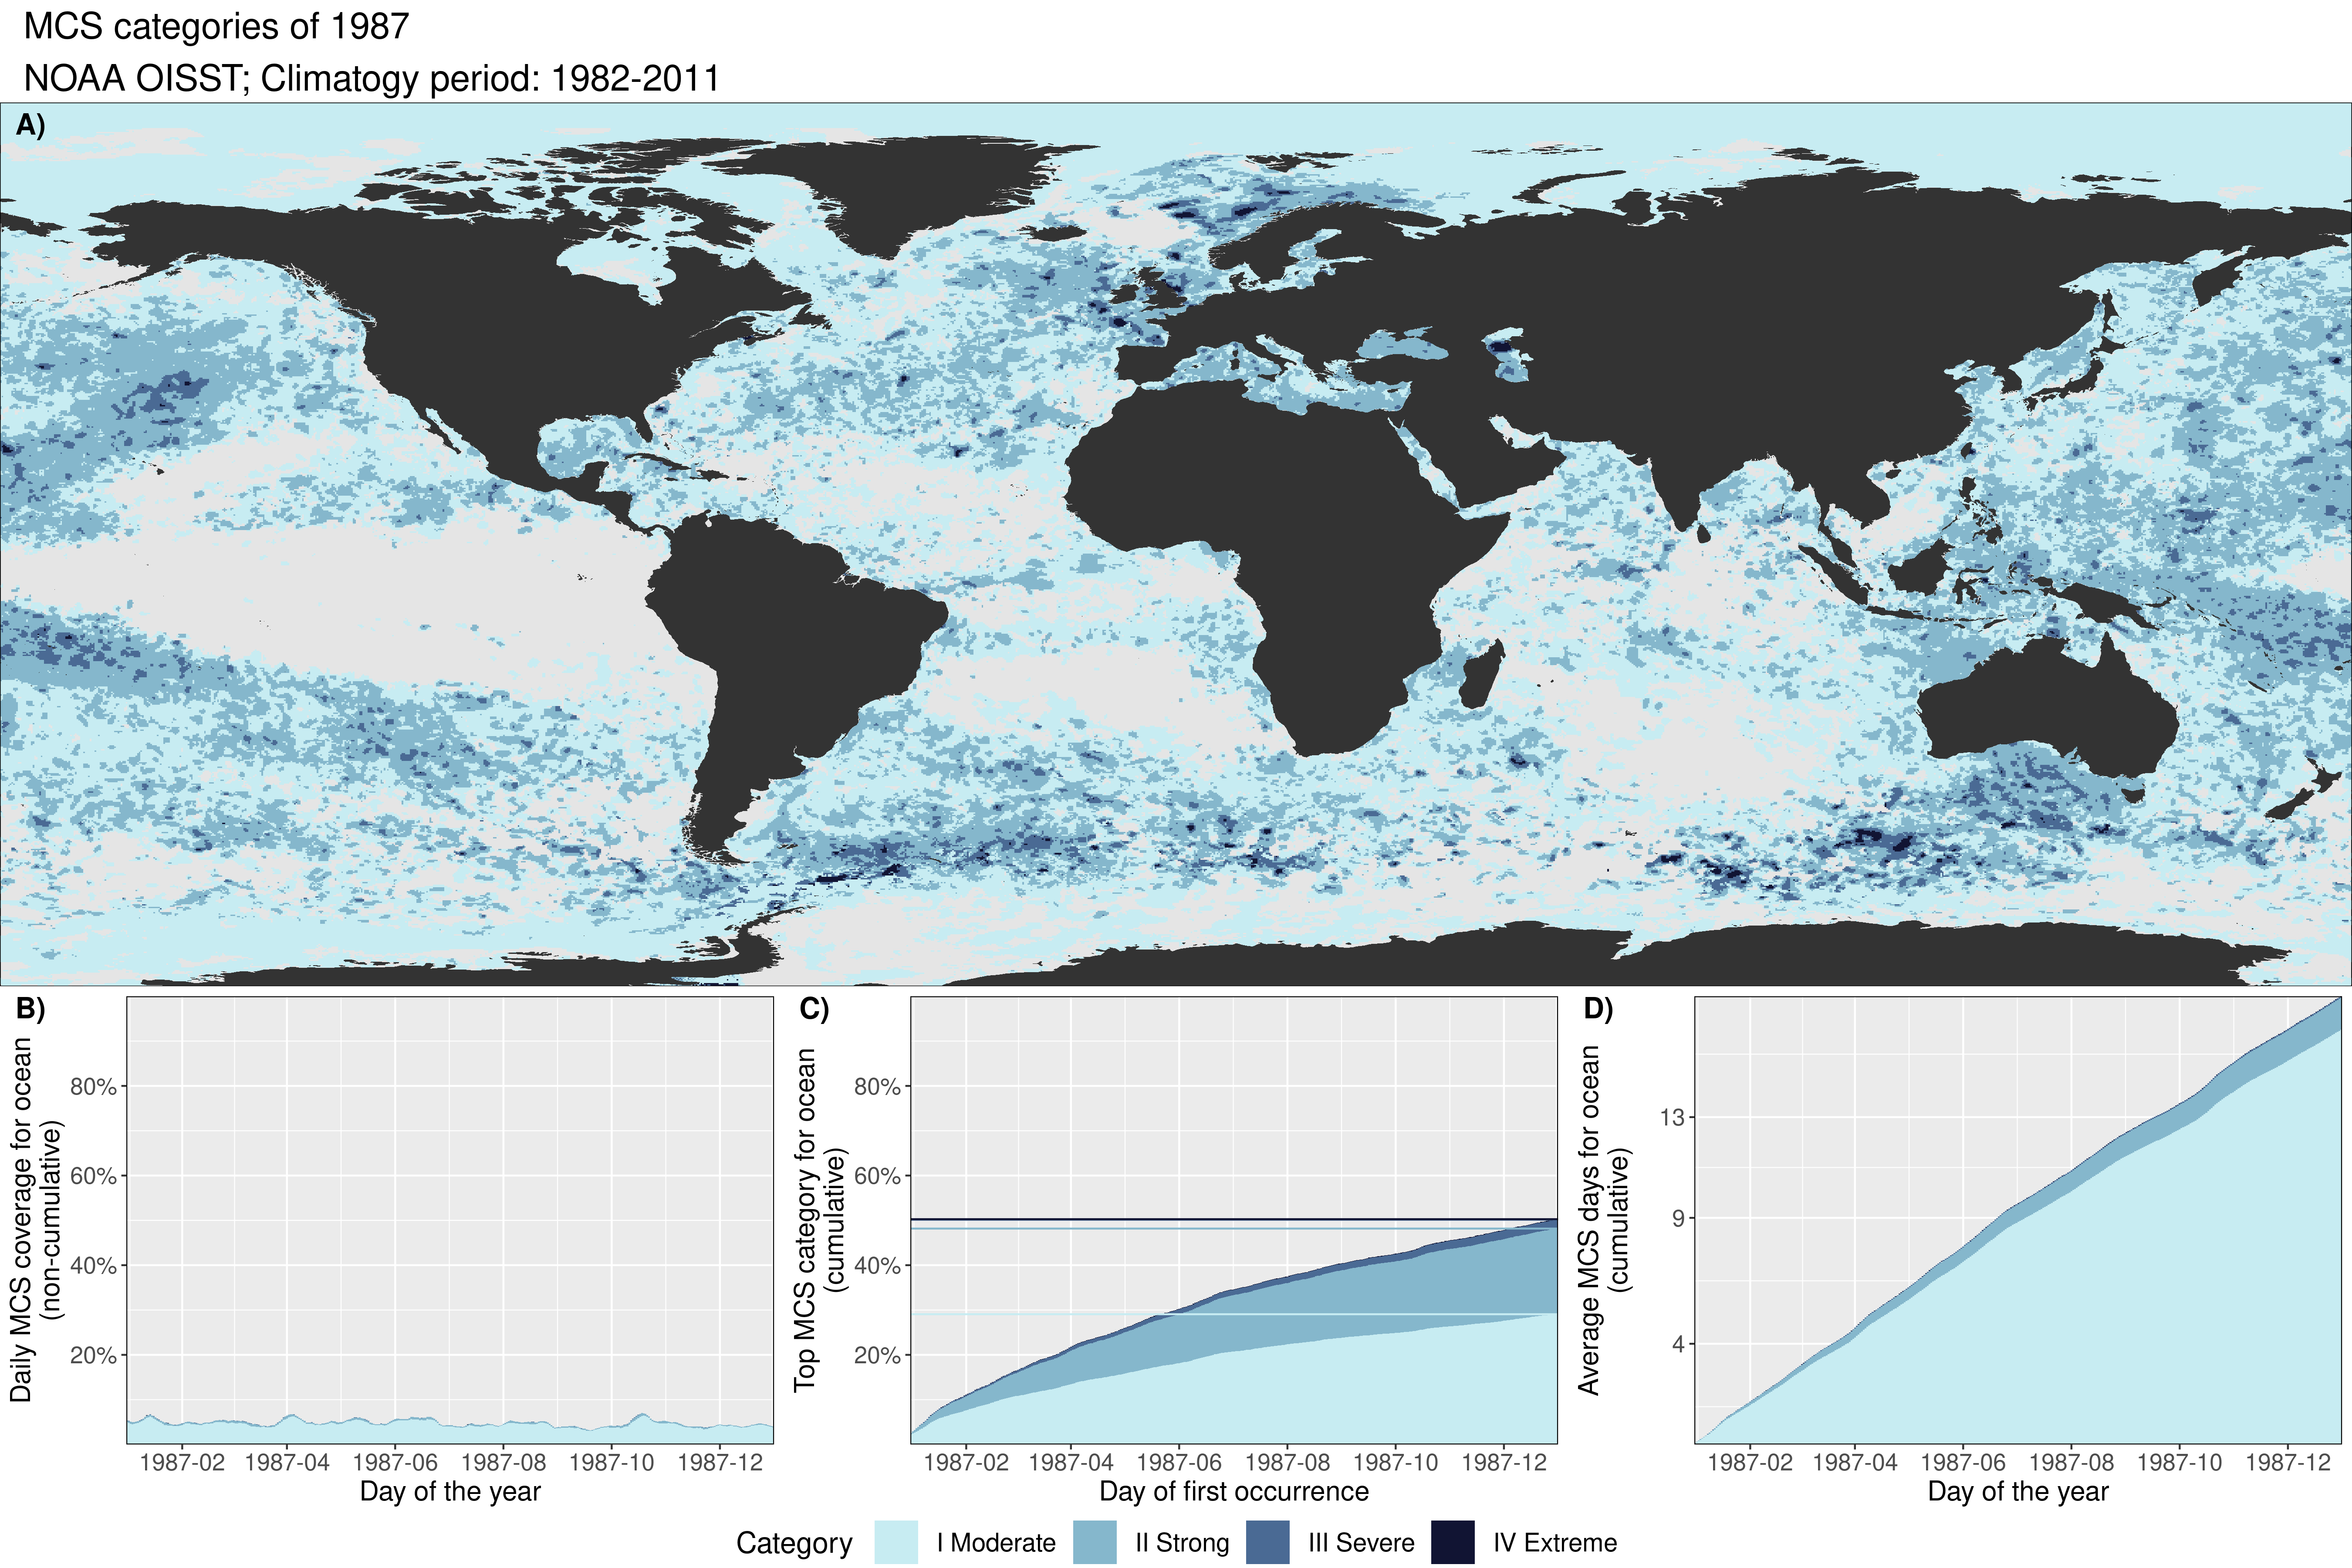 MCS categories of 1987
NOAA OISST; Climatogy period: 1982-2011
A)
B)
Daily MCS coverage for ocean
(non-cumulative)
80%
60%
40%
20%
1987-02 1987-04 1987-06 1987-08 1987-10 1987-12
Day of the year
C)
Top MCS category for ocean
(cumulative)
80%
60%
40%
20%
1987-02 1987-04 1987-06 1987-08 1987-10 1987-12
Day of first occurrence
D)
Average MCS days for ocean
(cumulative)
13
9
4
1987-02 1987-04 1987-06 1987-08 1987-10 1987-12
Day of the year
Category I Moderate II Strong III Severe IV Extreme